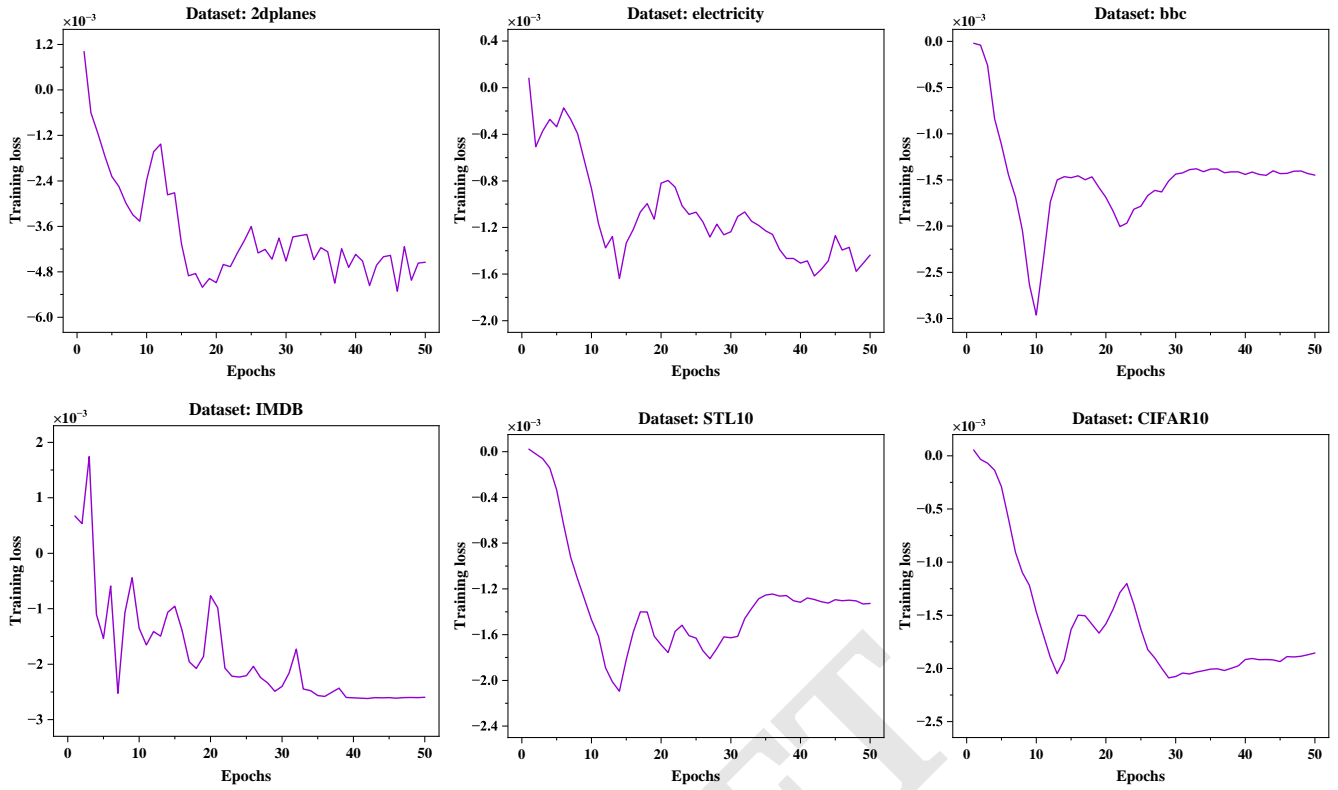 Dataset: 2dplanes
×10⁻³
1.2
0.0
−1.2
−2.4
−3.6
−4.8
−6.0
Training loss
0 10 20 30 40 50
Epochs
Dataset: electricity
×10⁻³
0.4
0.0
−0.4
−0.8
−1.2
−1.6
−2.0
Training loss
0 10 20 30 40 50
Epochs
Dataset: bbc
×10⁻³
0.0
−0.5
−1.0
−1.5
−2.0
−2.5
−3.0
Training loss
0 10 20 30 40 50
Epochs
Dataset: IMDB
×10⁻³
2
1
0
−1
−2
−3
Training loss
0 10 20 30 40 50
Epochs
Dataset: STL10
×10⁻³
0.0
−0.4
−0.8
−1.2
−1.6
−2.0
−2.4
Training loss
0 10 20 30 40 50
Epochs
Dataset: CIFAR10
×10⁻³
0.0
−0.5
−1.0
−1.5
−2.0
−2.5
Training loss
0 10 20 30 40 50
Epochs